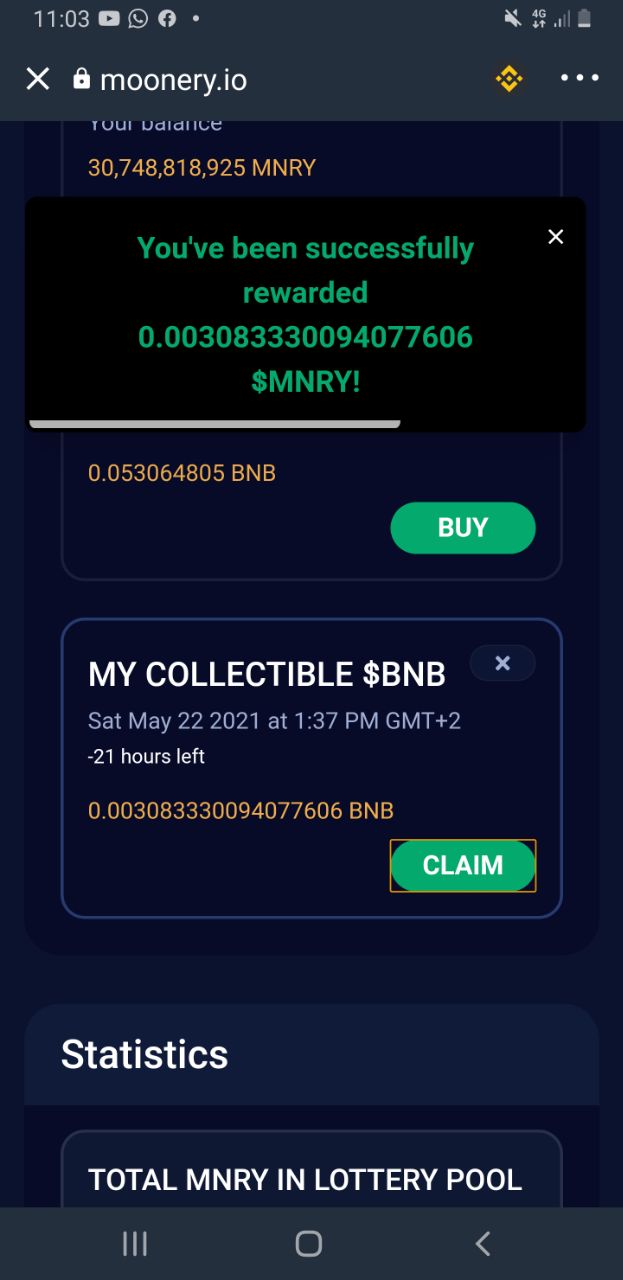 11:03
4G
moonery.io
Your balance
30,748,818,925 MNRY
You've been successfully
rewarded
0.003083330094077606
$MNRY!
0.053064805 BNB
BUY
MY COLLECTIBLE $BNB
Sat May 22 2021 at 1:37 PM GMT+2
-21 hours left
0.003083330094077606 BNB
CLAIM
Statistics
TOTAL MNRY IN LOTTERY POOL